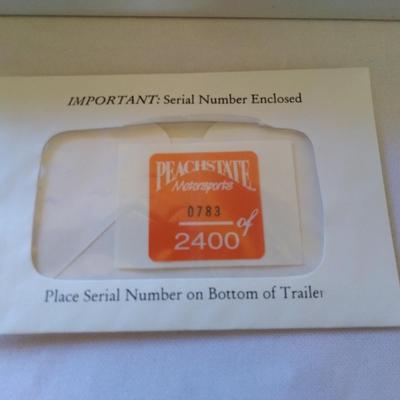 IMPORTANT: Serial Number Enclosed
PEACHSTATE
Motorsports
0783
of
2400
Place Serial Number on Bottom of Trailer